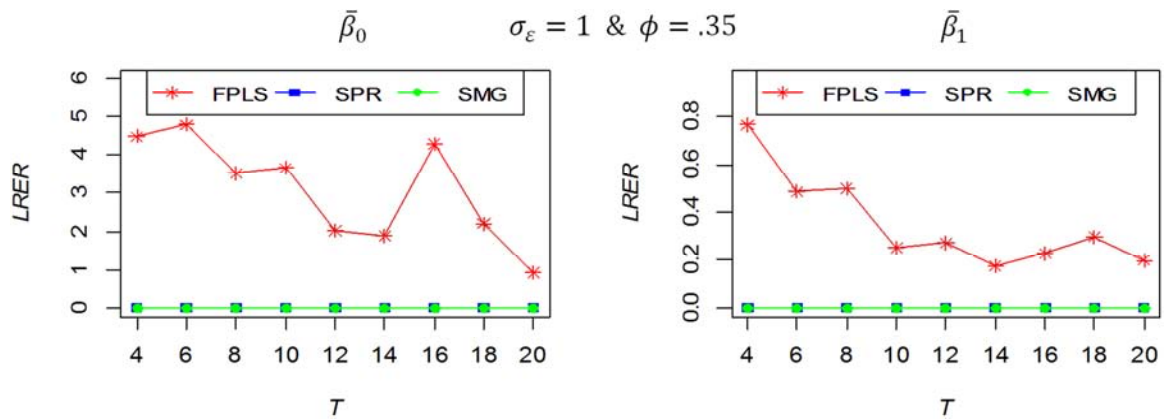 β̄₀ σ_ε = 1 & ϕ = .35 β̄₁
FPLS SPR SMG
LRER
6
5
4
3
2
1
0
4 6 8 10 12 14 16 18 20
T
FPLS SPR SMG
LRER
0.8
0.6
0.4
0.2
0.0
4 6 8 10 12 14 16 18 20
T